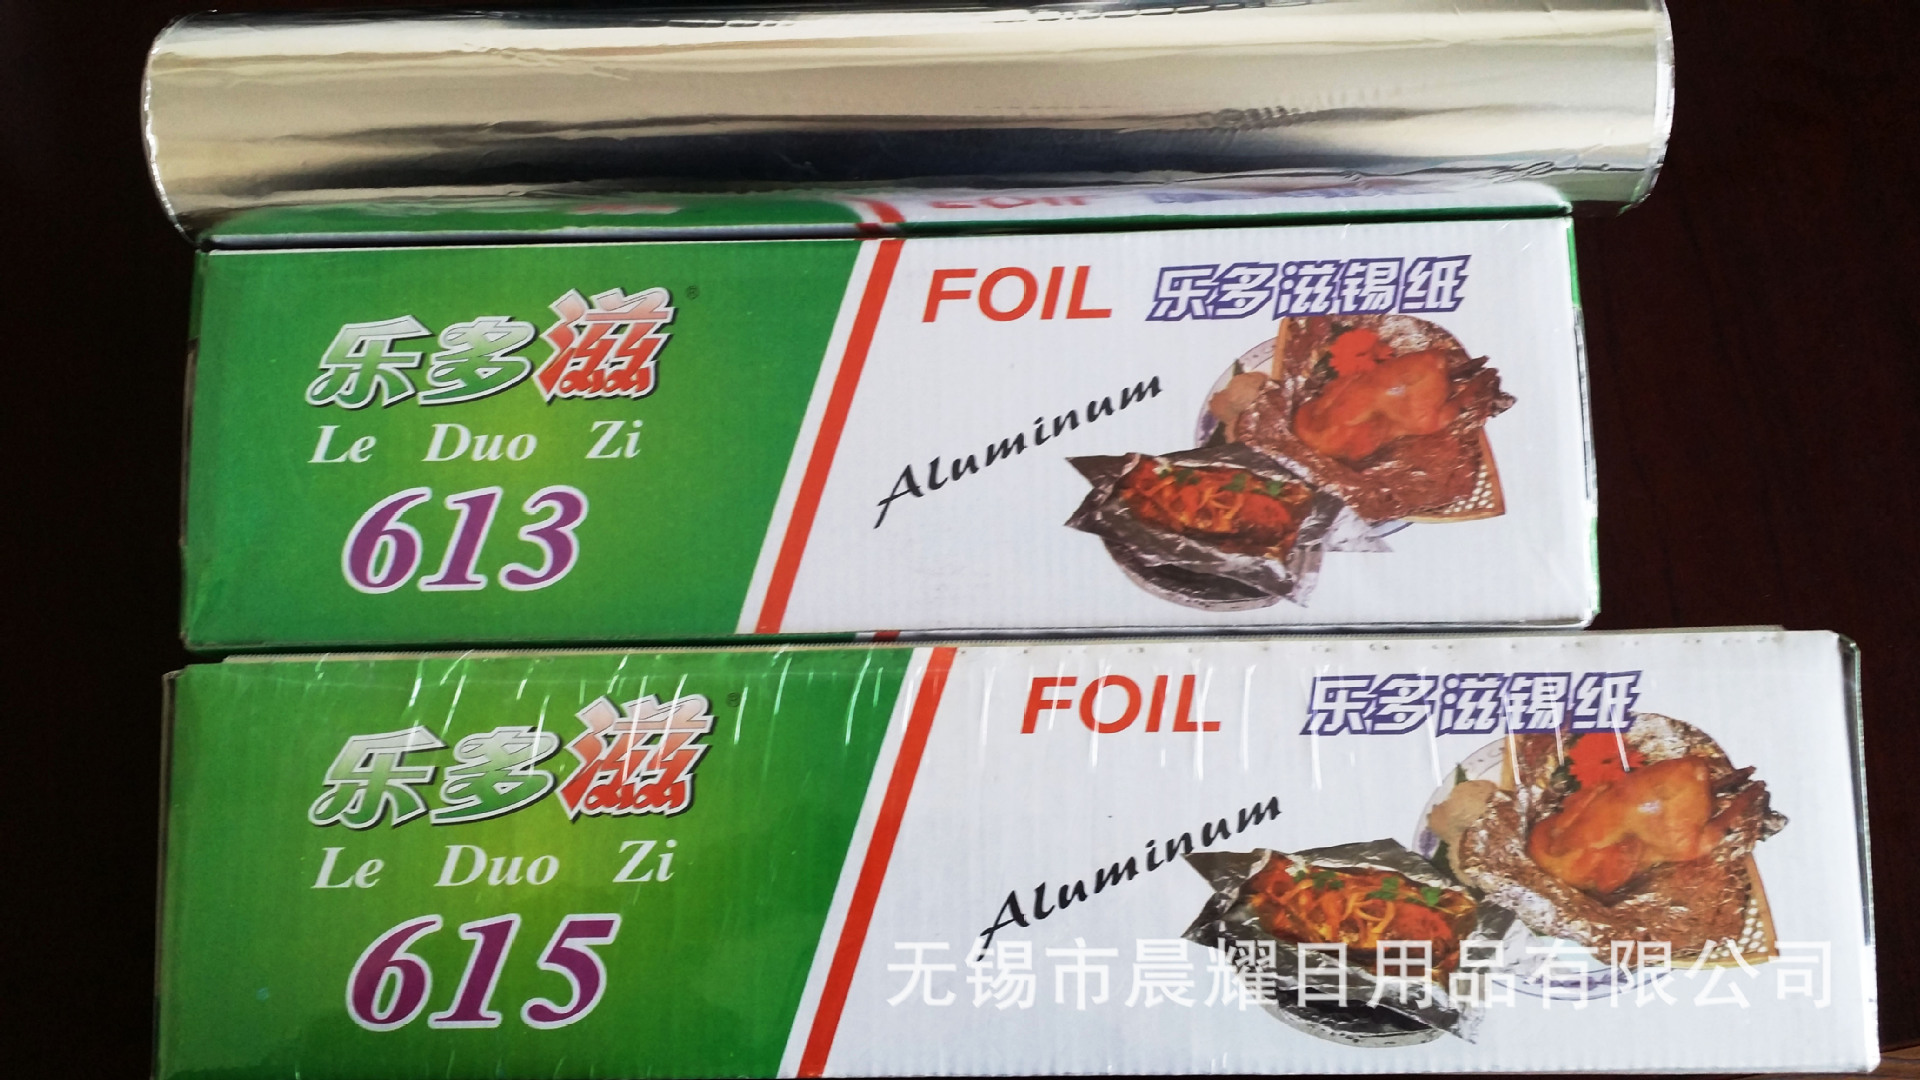 FOIL
乐多滋®
FOIL 乐多滋锡纸
Le Duo Zi
Aluminum
613
乐多滋®
FOIL 乐多滋锡纸
Le Duo Zi
Aluminum
615
无锡市晨耀日用品有限公司